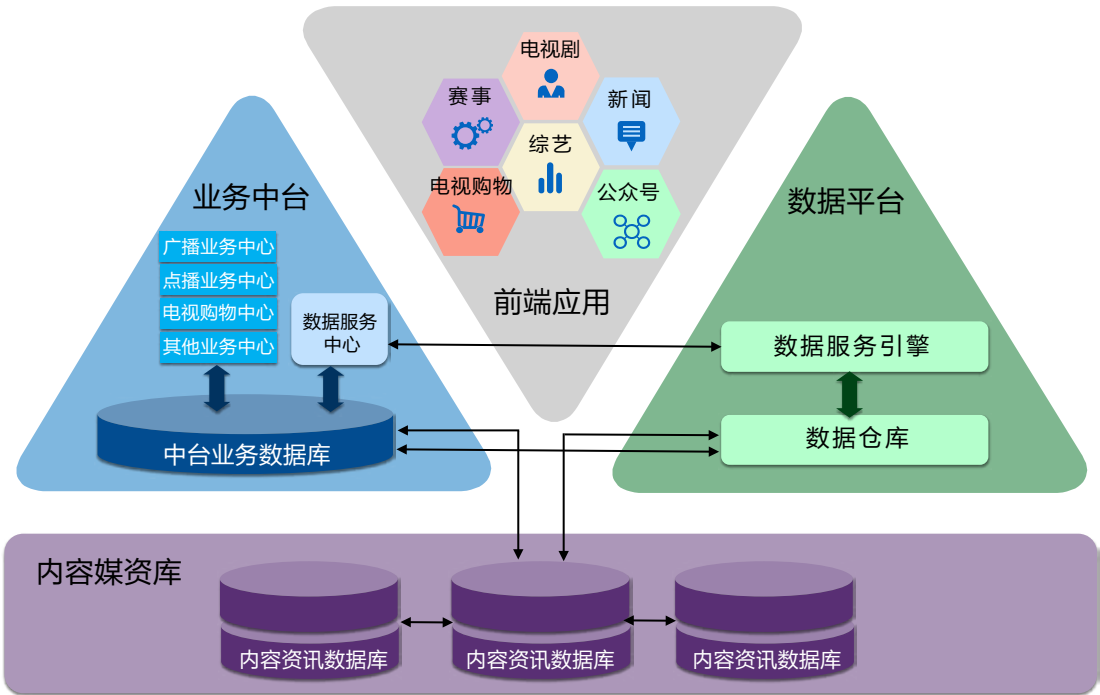 电视剧
赛事
新闻
综艺
电视购物
公众号
前端应用
业务中台
广播业务中心
点播业务中心
电视购物中心
其他业务中心
数据服务
中心
中台业务数据库
数据平台
数据服务引擎
数据仓库
内容媒资库
内容资讯数据库
内容资讯数据库
内容资讯数据库